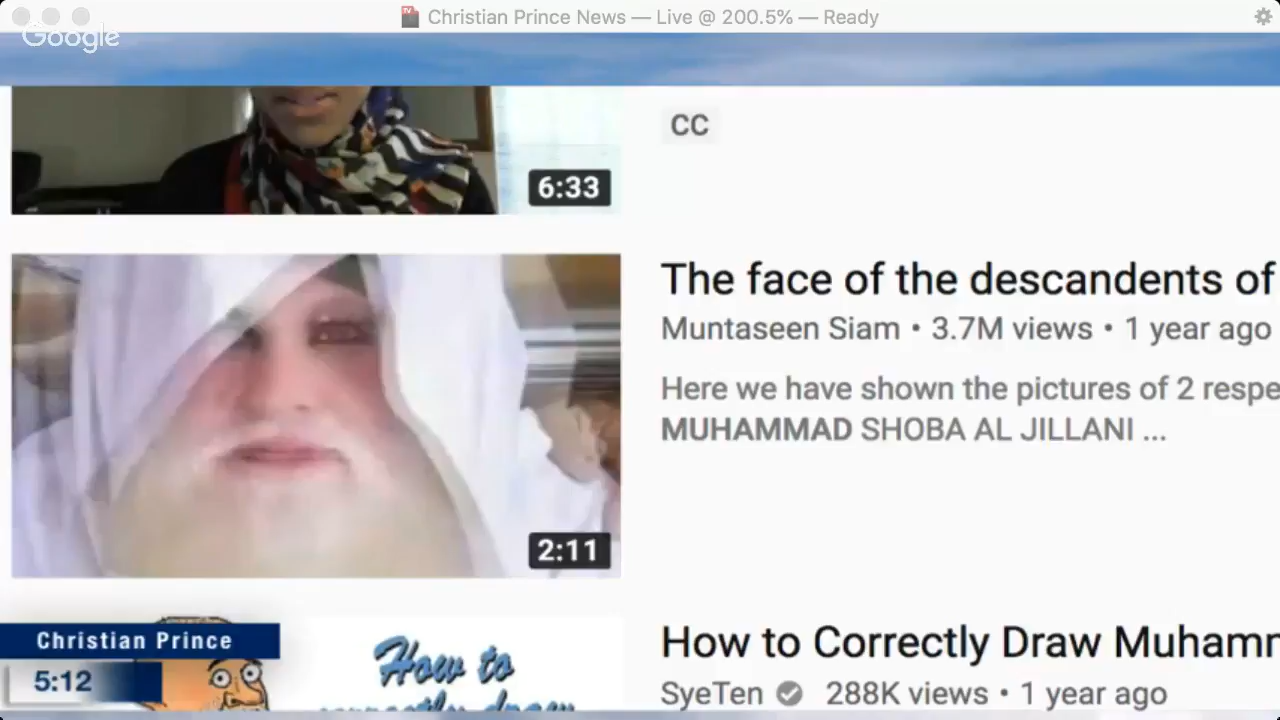 Christian Prince News — Live @ 200.5% — Ready
Google
CC
6:33
The face of the descandents of
Muntaseen Siam • 3.7M views • 1 year ago
Here we have shown the pictures of 2 respe
MUHAMMAD SHOBA AL JILLANI ...
2:11
Christian Prince
5:12
How to
correctly draw
How to Correctly Draw Muhamm
SyeTen 288K views • 1 year ago